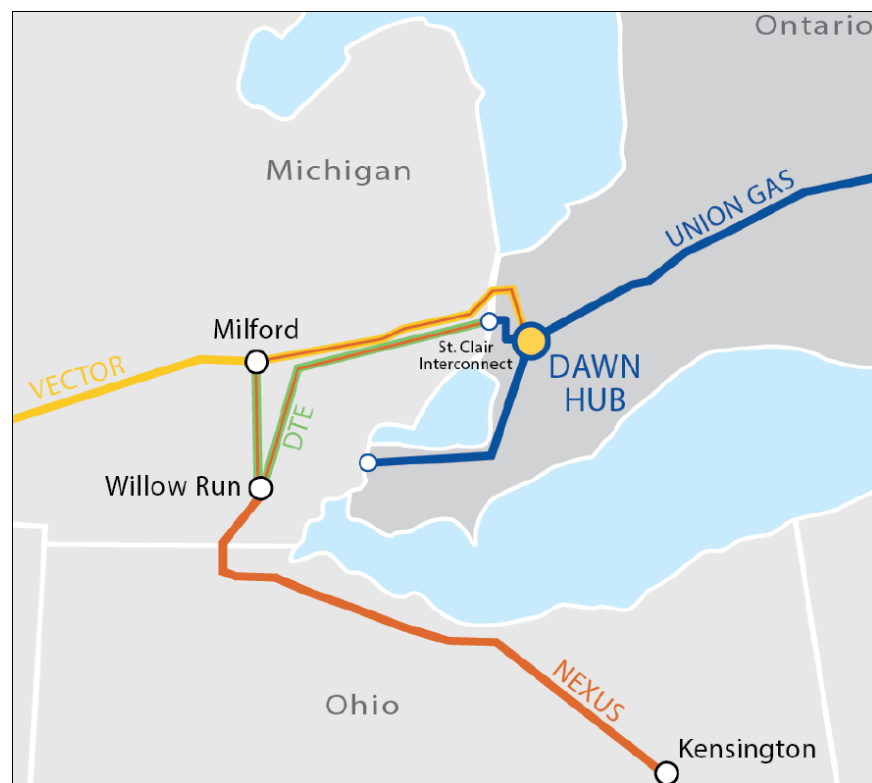 Ontario
Michigan
UNION GAS
Milford
St. Clair
Interconnect
DAWN
HUB
VECTOR
DTE
Willow Run
NEXUS
Ohio
Kensington